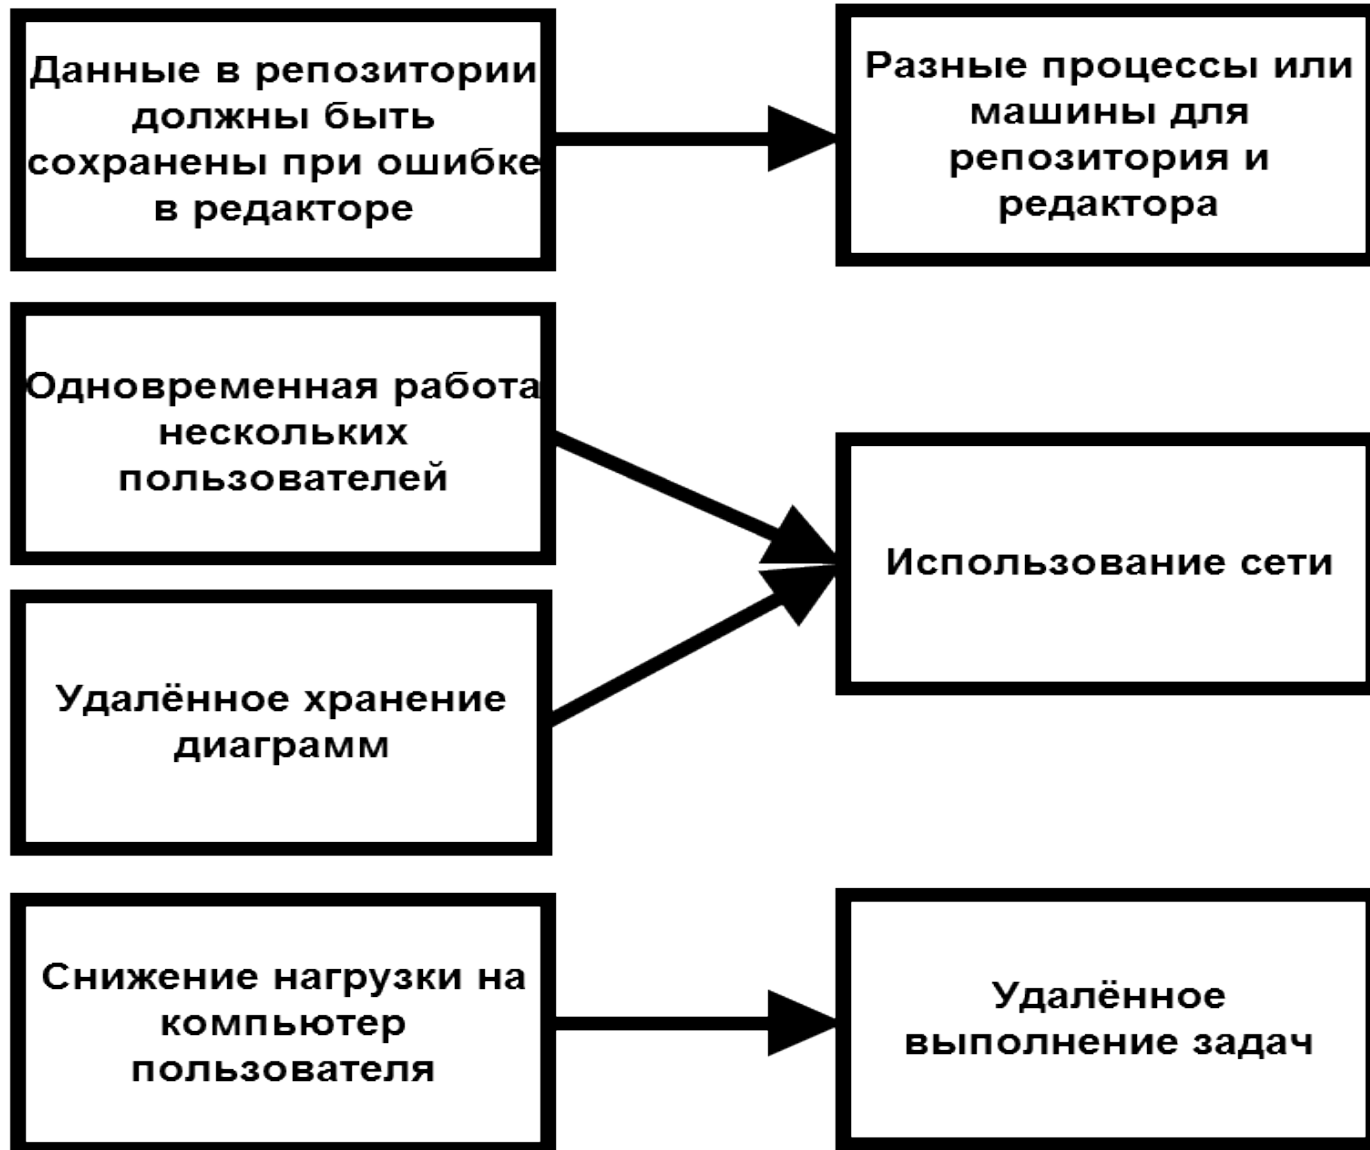 Данные в репозитории
должны быть
сохранены при ошибке
в редакторе
Разные процессы или
машины для
репозитория и
редактора
Одновременная работа
нескольких
пользователей
Использование сети
Удалённое хранение
диаграмм
Снижение нагрузки на
компьютер
пользователя
Удалённое
выполнение задач